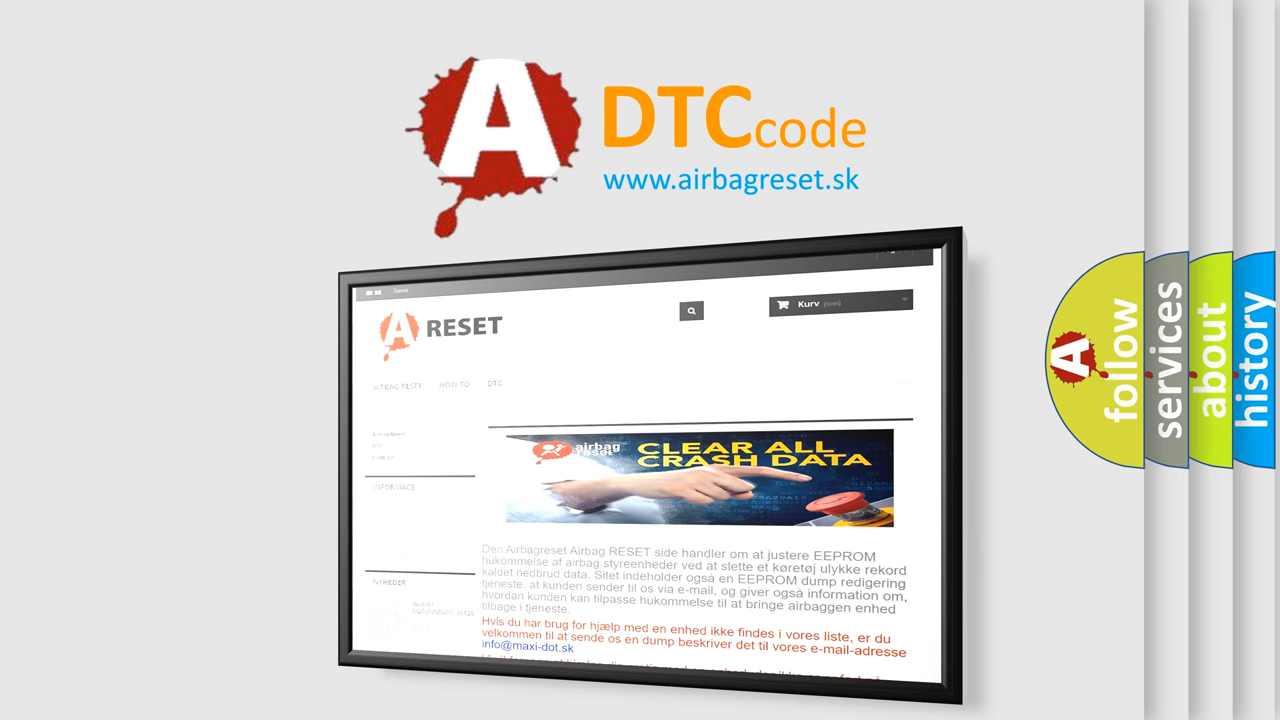 A
DTCcode
www.airbagreset.sk
Dansk
A RESET
Kurv (tom)
AIRBAG RESET HOW TO DTC
airbag reset
CLEAR ALL
CRASH DATA
INFORMACE
Den Airbagreset Airbag RESET side handler om at justere EEPROM
hukommelse af airbag styreenheder ved at slette et køretøj ulykke rekord
kaldet nedbrud data. Sitet indeholder også en EEPROM dump redigering
tjeneste, at kunden sender til os via e-mail, og giver også information om,
hvordan kunden kan tilpasse hukommelse til at bringe airbaggen enhed
tilbage i tjeneste.
Hvis du har brug for hjælp med en enhed ikke findes i vores liste, er du
velkommen til at sende os en dump beskriver det til vores e-mail-adresse
info@maxi-dot.sk
NYHEDER
A
follow
services
about
history